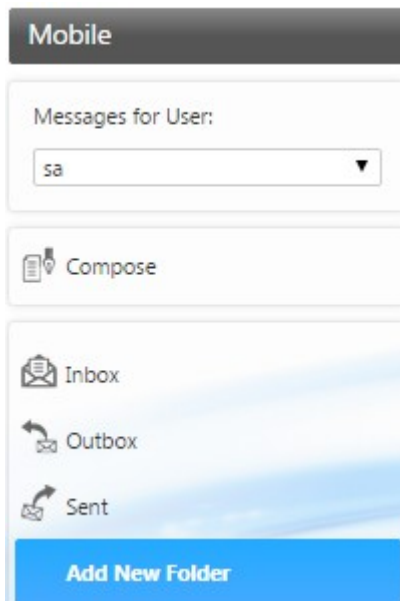 Mobile
Messages for User:
sa
Compose
Inbox
Outbox
Sent
Add New Folder